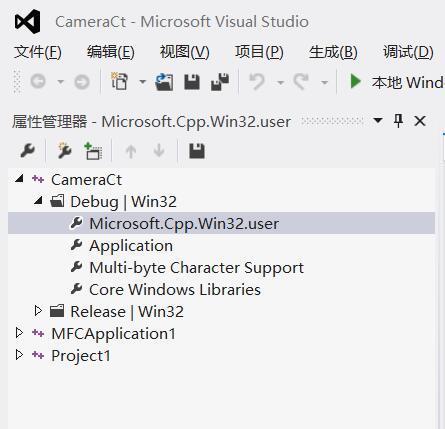 CameraCt - Microsoft Visual Studio
文件(F) 编辑(E) 视图(V) 项目(P) 生成(B) 调试(D)
本地 Wind
属性管理器 - Microsoft.Cpp.Win32.user
CameraCt
Debug | Win32
Microsoft.Cpp.Win32.user
Application
Multi-byte Character Support
Core Windows Libraries
Release | Win32
MFCApplication1
Project1